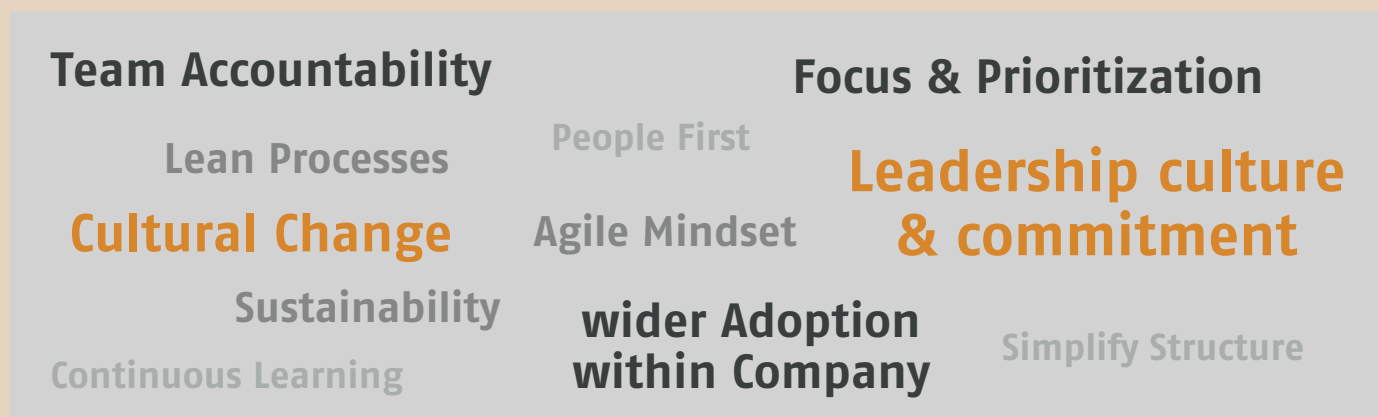 Team Accountability
Focus & Prioritization
People First
Lean Processes
Leadership culture
& commitment
Cultural Change
Agile Mindset
Sustainability
wider Adoption
within Company
Simplify Structure
Continuous Learning